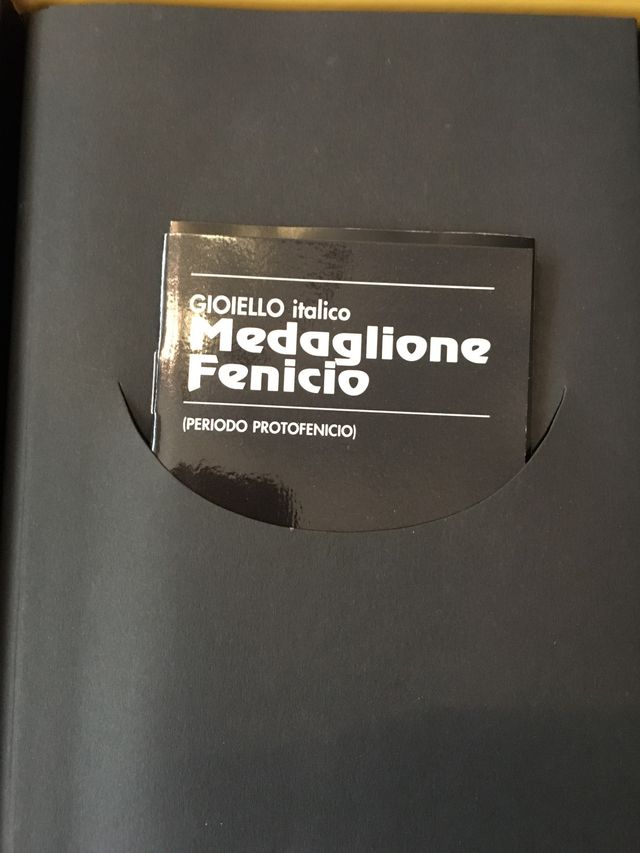 GIOIELLO italico
Medaglione
Fenicio
(PERIODO PROTOFENICIO)